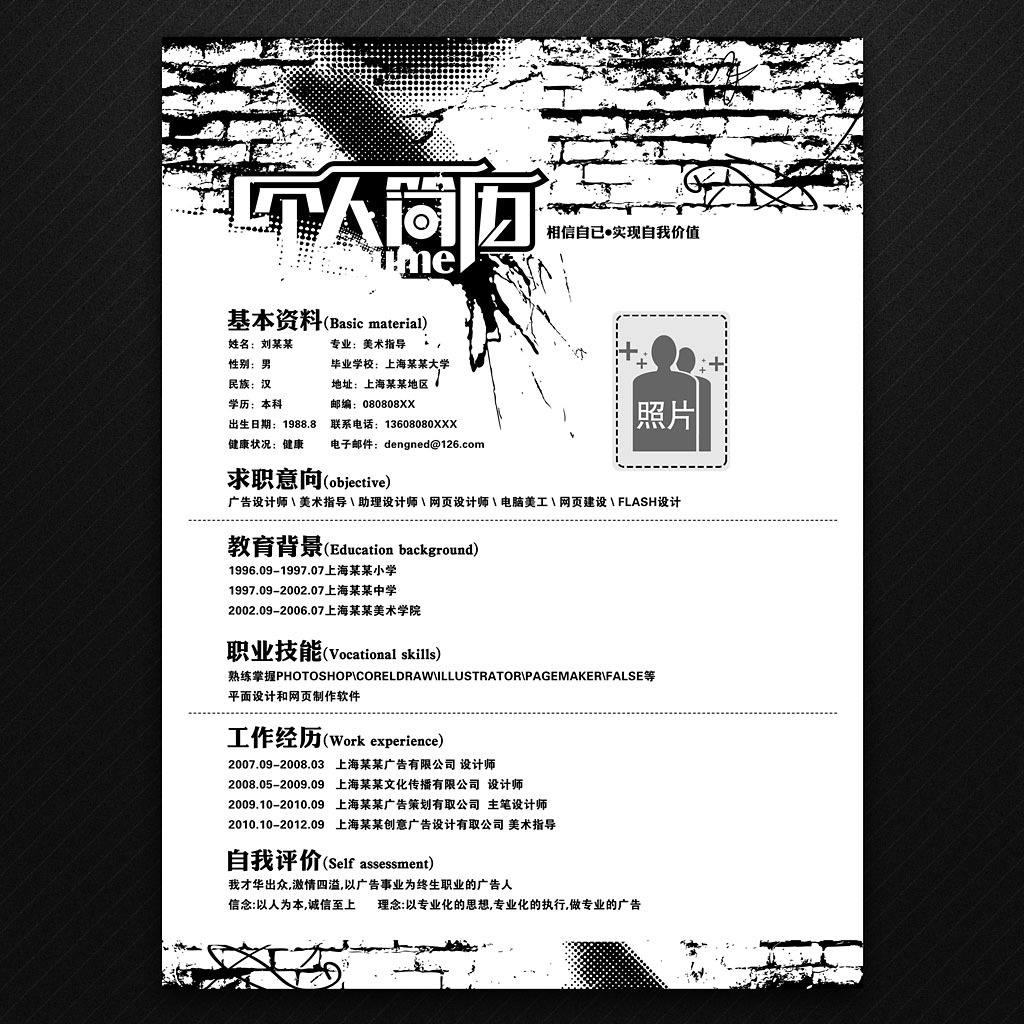 个人简历
ume
相信自己•实现自我价值
基本资料(Basic material)
姓名：刘某某 专业：美术指导
性别：男 毕业学校：上海某某大学
民族：汉 地址：上海某某地区
学历：本科 邮编：080808XX
出生日期：1988.8 联系电话：13608080XXX
健康状况：健康 电子邮件：dengned@126.com
照片
求职意向(objective)
广告设计师 \ 美术指导 \ 助理设计师 \ 网页设计师 \ 电脑美工 \ 网页建设 \ FLASH设计
教育背景(Education background)
1996.09-1997.07上海某某小学
1997.09-2002.07上海某某中学
2002.09-2006.07上海某某美术学院
职业技能(Vocational skills)
熟练掌握PHOTOSHOP\CORELDRAW\ILLUSTRATOR\PAGEMAKER\FALSE等
平面设计和网页制作软件
工作经历(Work experience)
2007.09-2008.03 上海某某广告有限公司 设计师
2008.05-2009.09 上海某某文化传播有限公司 设计师
2009.10-2010.09 上海某某广告策划有取公司 主笔设计师
2010.10-2012.09 上海某某创意广告设计有取公司 美术指导
自我评价(Self assessment)
我才华出众,激情四溢,以广告事业为终生职业的广告人
信念:以人为本,诚信至上 理念:以专业化的思想,专业化的执行,做专业的广告